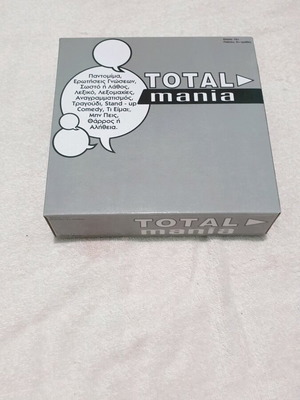 Παντομίμα,
Ερωτήσεις Γνώσεων,
Σωστό ή Λάθος,
Λεξικό, Λεξομαχίες,
Αναγραμματισμός,
Τραγούδι, Stand - up
Comedy, Τι Είμαι,
Μην Πεις,
Θάρρος ή
Αλήθεια.
TOTAL
mania
TOTAL
mania